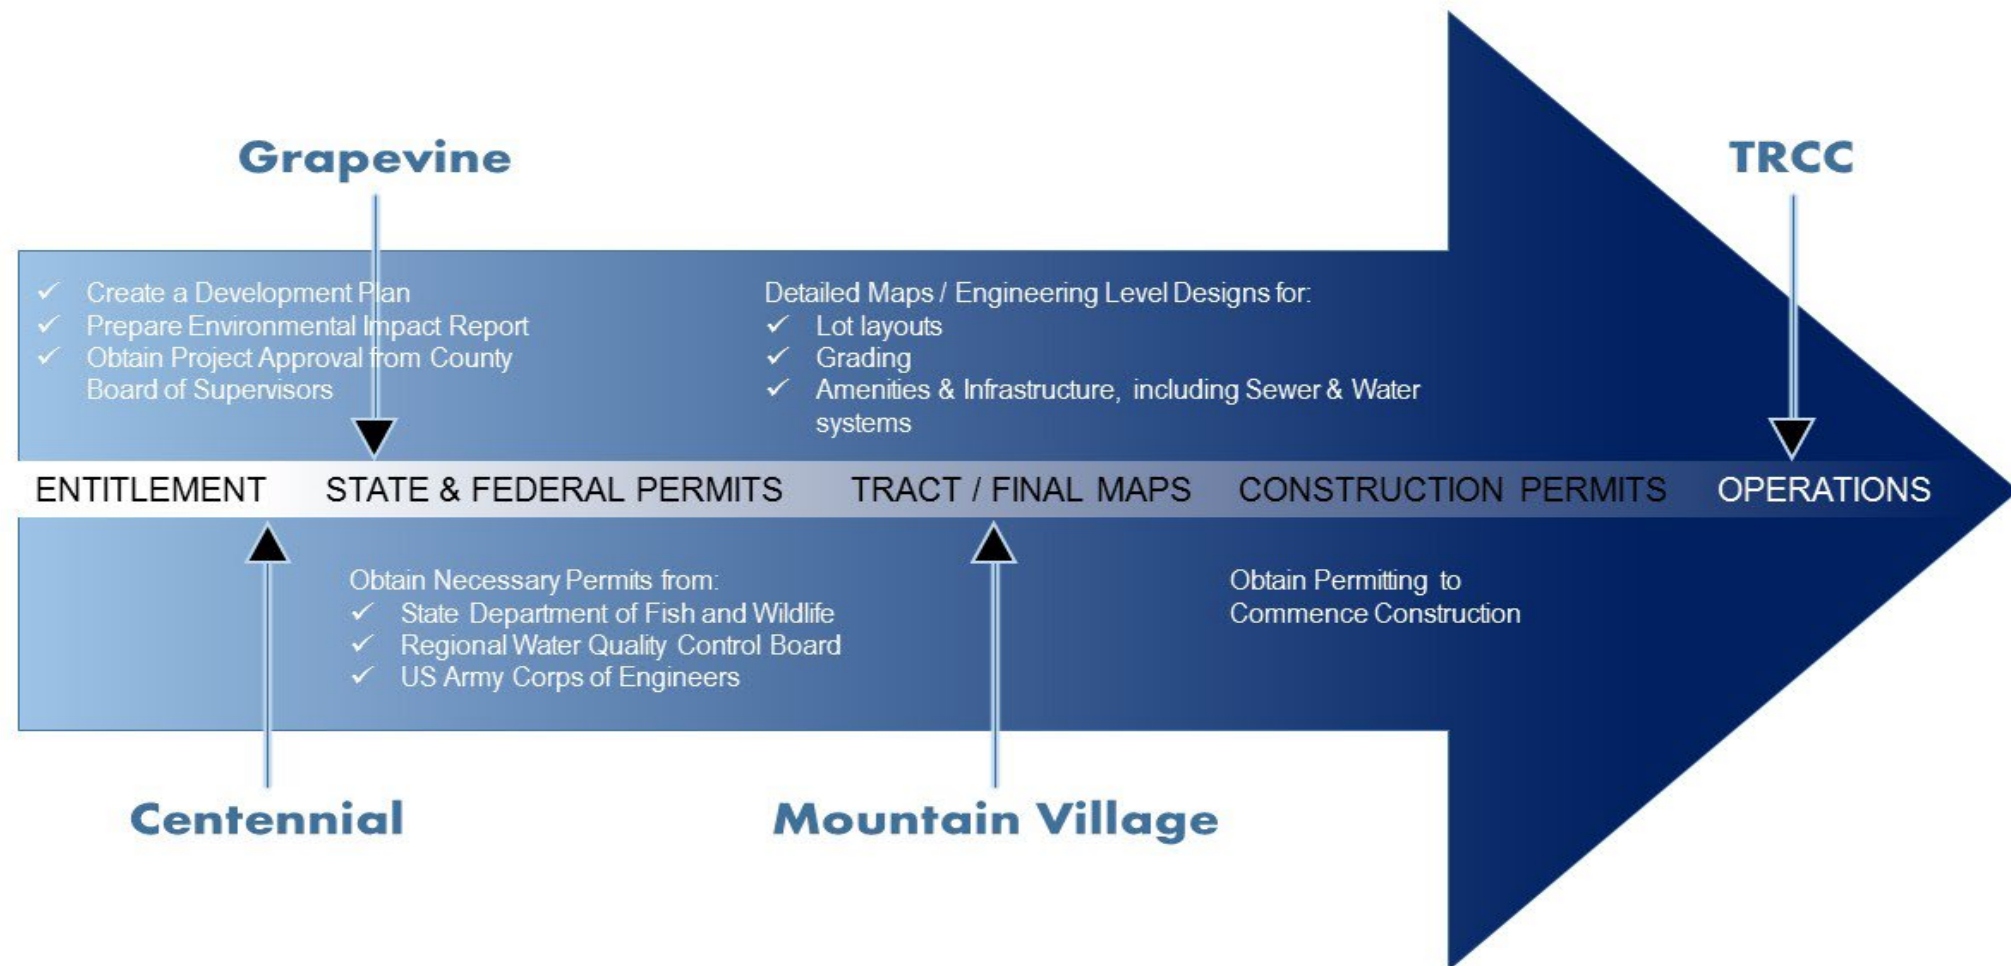 Grapevine
TRCC
✓ Create a Development Plan
✓ Prepare Environmental Impact Report
✓ Obtain Project Approval from County
Board of Supervisors
Detailed Maps / Engineering Level Designs for:
✓ Lot layouts
✓ Grading
✓ Amenities & Infrastructure, including Sewer & Water
systems
ENTITLEMENT
STATE & FEDERAL PERMITS
TRACT / FINAL MAPS
CONSTRUCTION PERMITS
OPERATIONS
Obtain Necessary Permits from:
✓ State Department of Fish and Wildlife
✓ Regional Water Quality Control Board
✓ US Army Corps of Engineers
Obtain Permitting to
Commence Construction
Centennial
Mountain Village